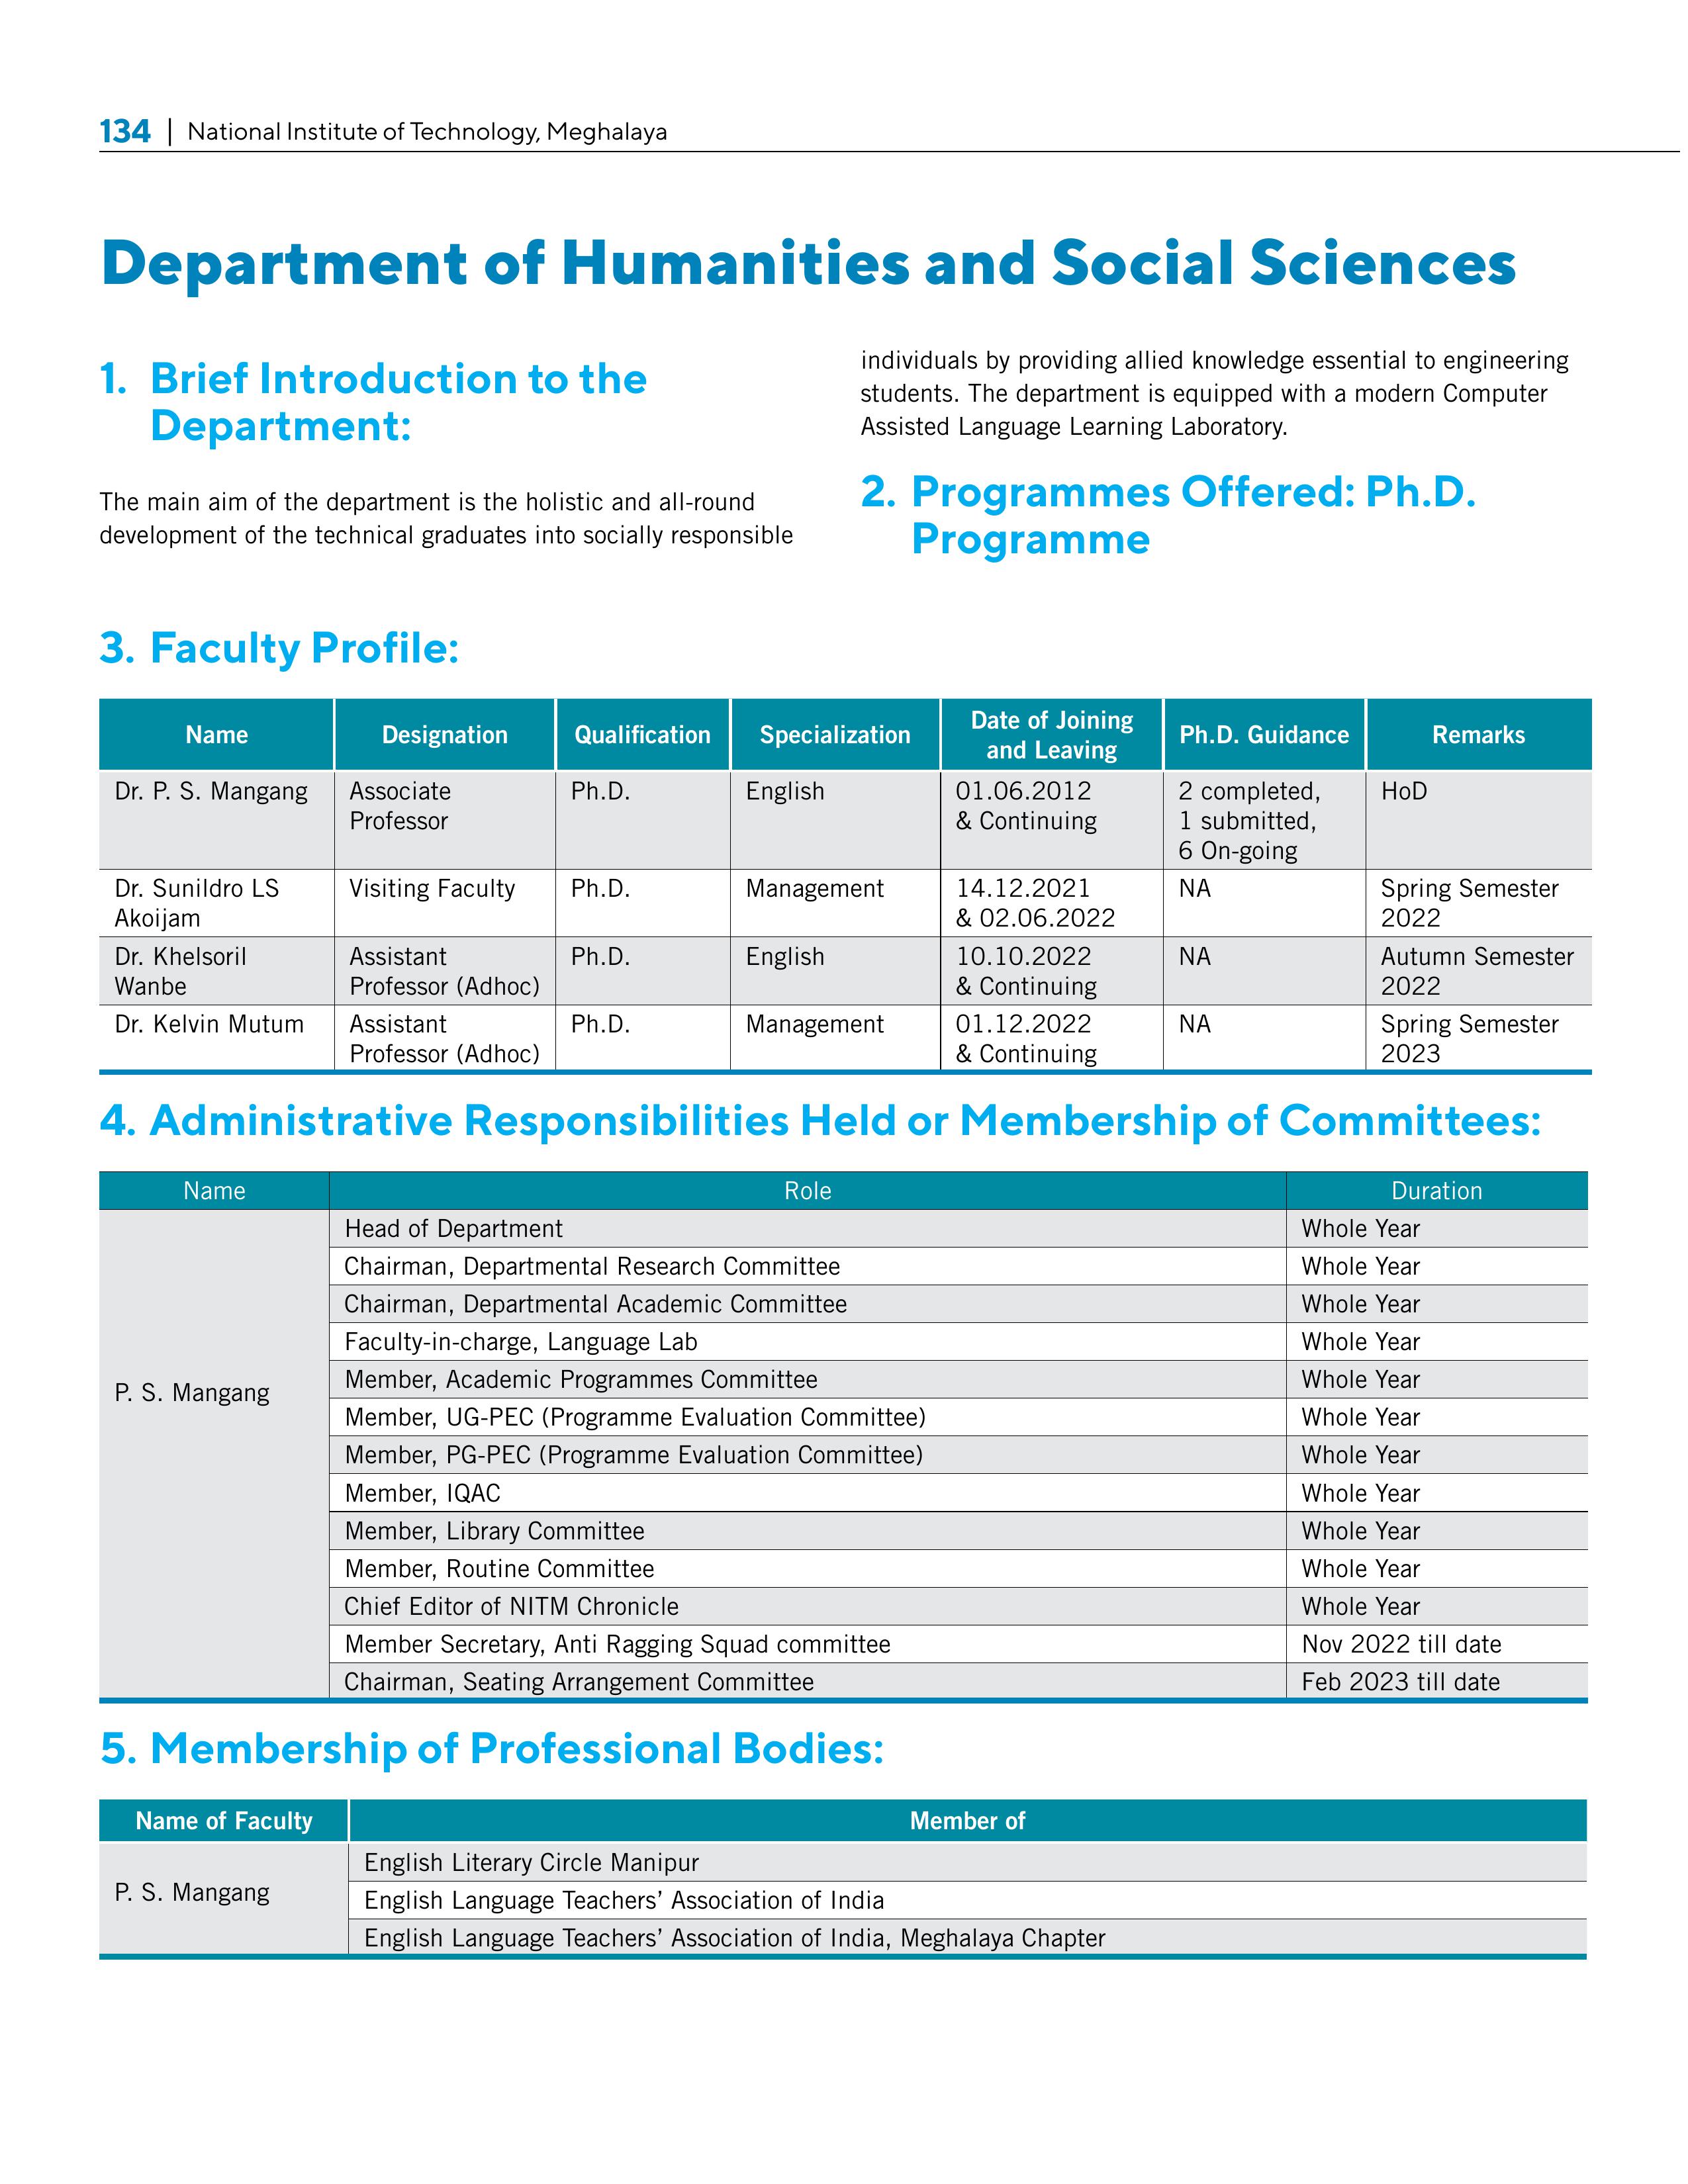 134 | National Institute of Technology, Meghalaya
Department of Humanities and Social Sciences
1. Brief Introduction to the
Department:
The main aim of the department is the holistic and all-round
development of the technical graduates into socially responsible
individuals by providing allied knowledge essential to engineering
students. The department is equipped with a modern Computer
Assisted Language Learning Laboratory.
2. Programmes Offered: Ph.D.
Programme
3. Faculty Profile:
Name Designation Qualification Specialization Date of Joining and Leaving Ph.D. Guidance Remarks
Dr. P. S. Mangang Associate Professor Ph.D. English 01.06.2012 & Continuing 2 completed, 1 submitted, 6 On-going HoD
Dr. Sunildro LS Akoijam Visiting Faculty Ph.D. Management 14.12.2021 & 02.06.2022 NA Spring Semester 2022
Dr. Khelsoril Wanbe Assistant Professor (Adhoc) Ph.D. English 10.10.2022 & Continuing NA Autumn Semester 2022
Dr. Kelvin Mutum Assistant Professor (Adhoc) Ph.D. Management 01.12.2022 & Continuing NA Spring Semester 2023
4. Administrative Responsibilities Held or Membership of Committees:
Name Role Duration
P. S. Mangang
Head of Department Whole Year
Chairman, Departmental Research Committee Whole Year
Chairman, Departmental Academic Committee Whole Year
Faculty-in-charge, Language Lab Whole Year
Member, Academic Programmes Committee Whole Year
Member, UG-PEC (Programme Evaluation Committee) Whole Year
Member, PG-PEC (Programme Evaluation Committee) Whole Year
Member, IQAC Whole Year
Member, Library Committee Whole Year
Member, Routine Committee Whole Year
Chief Editor of NITM Chronicle Whole Year
Member Secretary, Anti Ragging Squad committee Nov 2022 till date
Chairman, Seating Arrangement Committee Feb 2023 till date
5. Membership of Professional Bodies:
Name of Faculty Member of
P. S. Mangang
English Literary Circle Manipur
English Language Teachers’ Association of India
English Language Teachers’ Association of India, Meghalaya Chapter